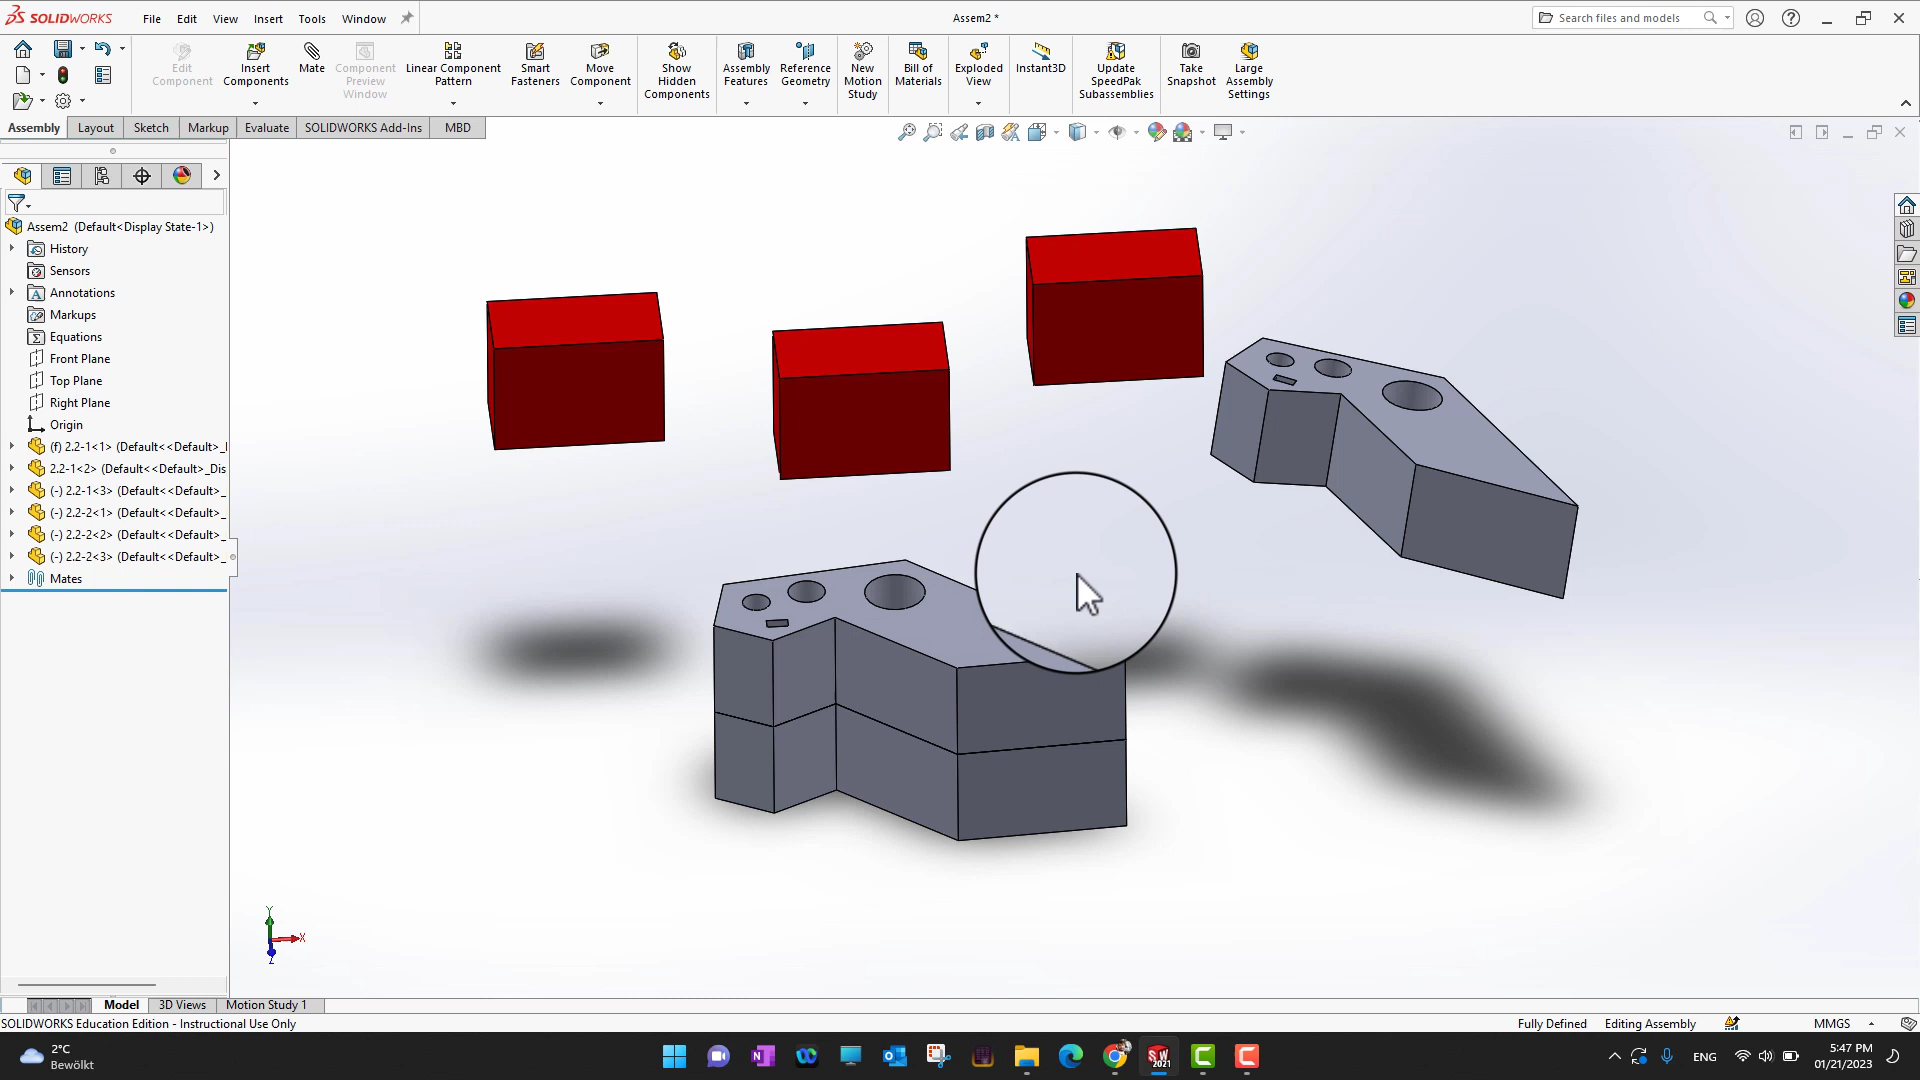 SOLIDWORKS File Edit View Insert Tools Window
Assem2 *
Search files and models
Edit Component
Insert Components
Mate
Component Preview Window
Linear Component Pattern
Smart Fasteners
Move Component
Show Hidden Components
Assembly Features
Reference Geometry
New Motion Study
Bill of Materials
Exploded View
Instant3D
Update SpeedPak Subassemblies
Take Snapshot
Large Assembly Settings
Assembly Layout Sketch Markup Evaluate SOLIDWORKS Add-Ins MBD
Assem2 (Default<Display State-1>)
History
Sensors
Annotations
Markups
Equations
Front Plane
Top Plane
Right Plane
Origin
(f) 2.2-1<1> (Default<<Default>_
2.2-1<2> (Default<<Default>_Dis
(-) 2.2-1<3> (Default<<Default>_
(-) 2.2-2<1> (Default<<Default>_
(-) 2.2-2<2> (Default<<Default>_
(-) 2.2-2<3> (Default<<Default>_
Mates
Y
X
Z
Model 3D Views Motion Study 1
SOLIDWORKS Education Edition - Instructional Use Only
Fully Defined Editing Assembly MMGS
2°C
Bewölkt
SW
2021
ENG
5:47 PM
01/21/2023